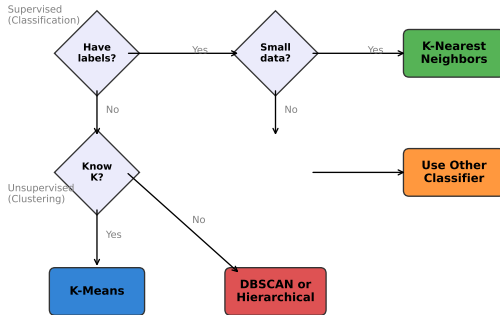 Supervised
(Classification)
Have
labels?
Yes
Small
data?
Yes
K-Nearest
Neighbors
No
No
Know
K?
Use Other
Classifier
Unsupervised
(Clustering)
Yes
No
K-Means
DBSCAN or
Hierarchical